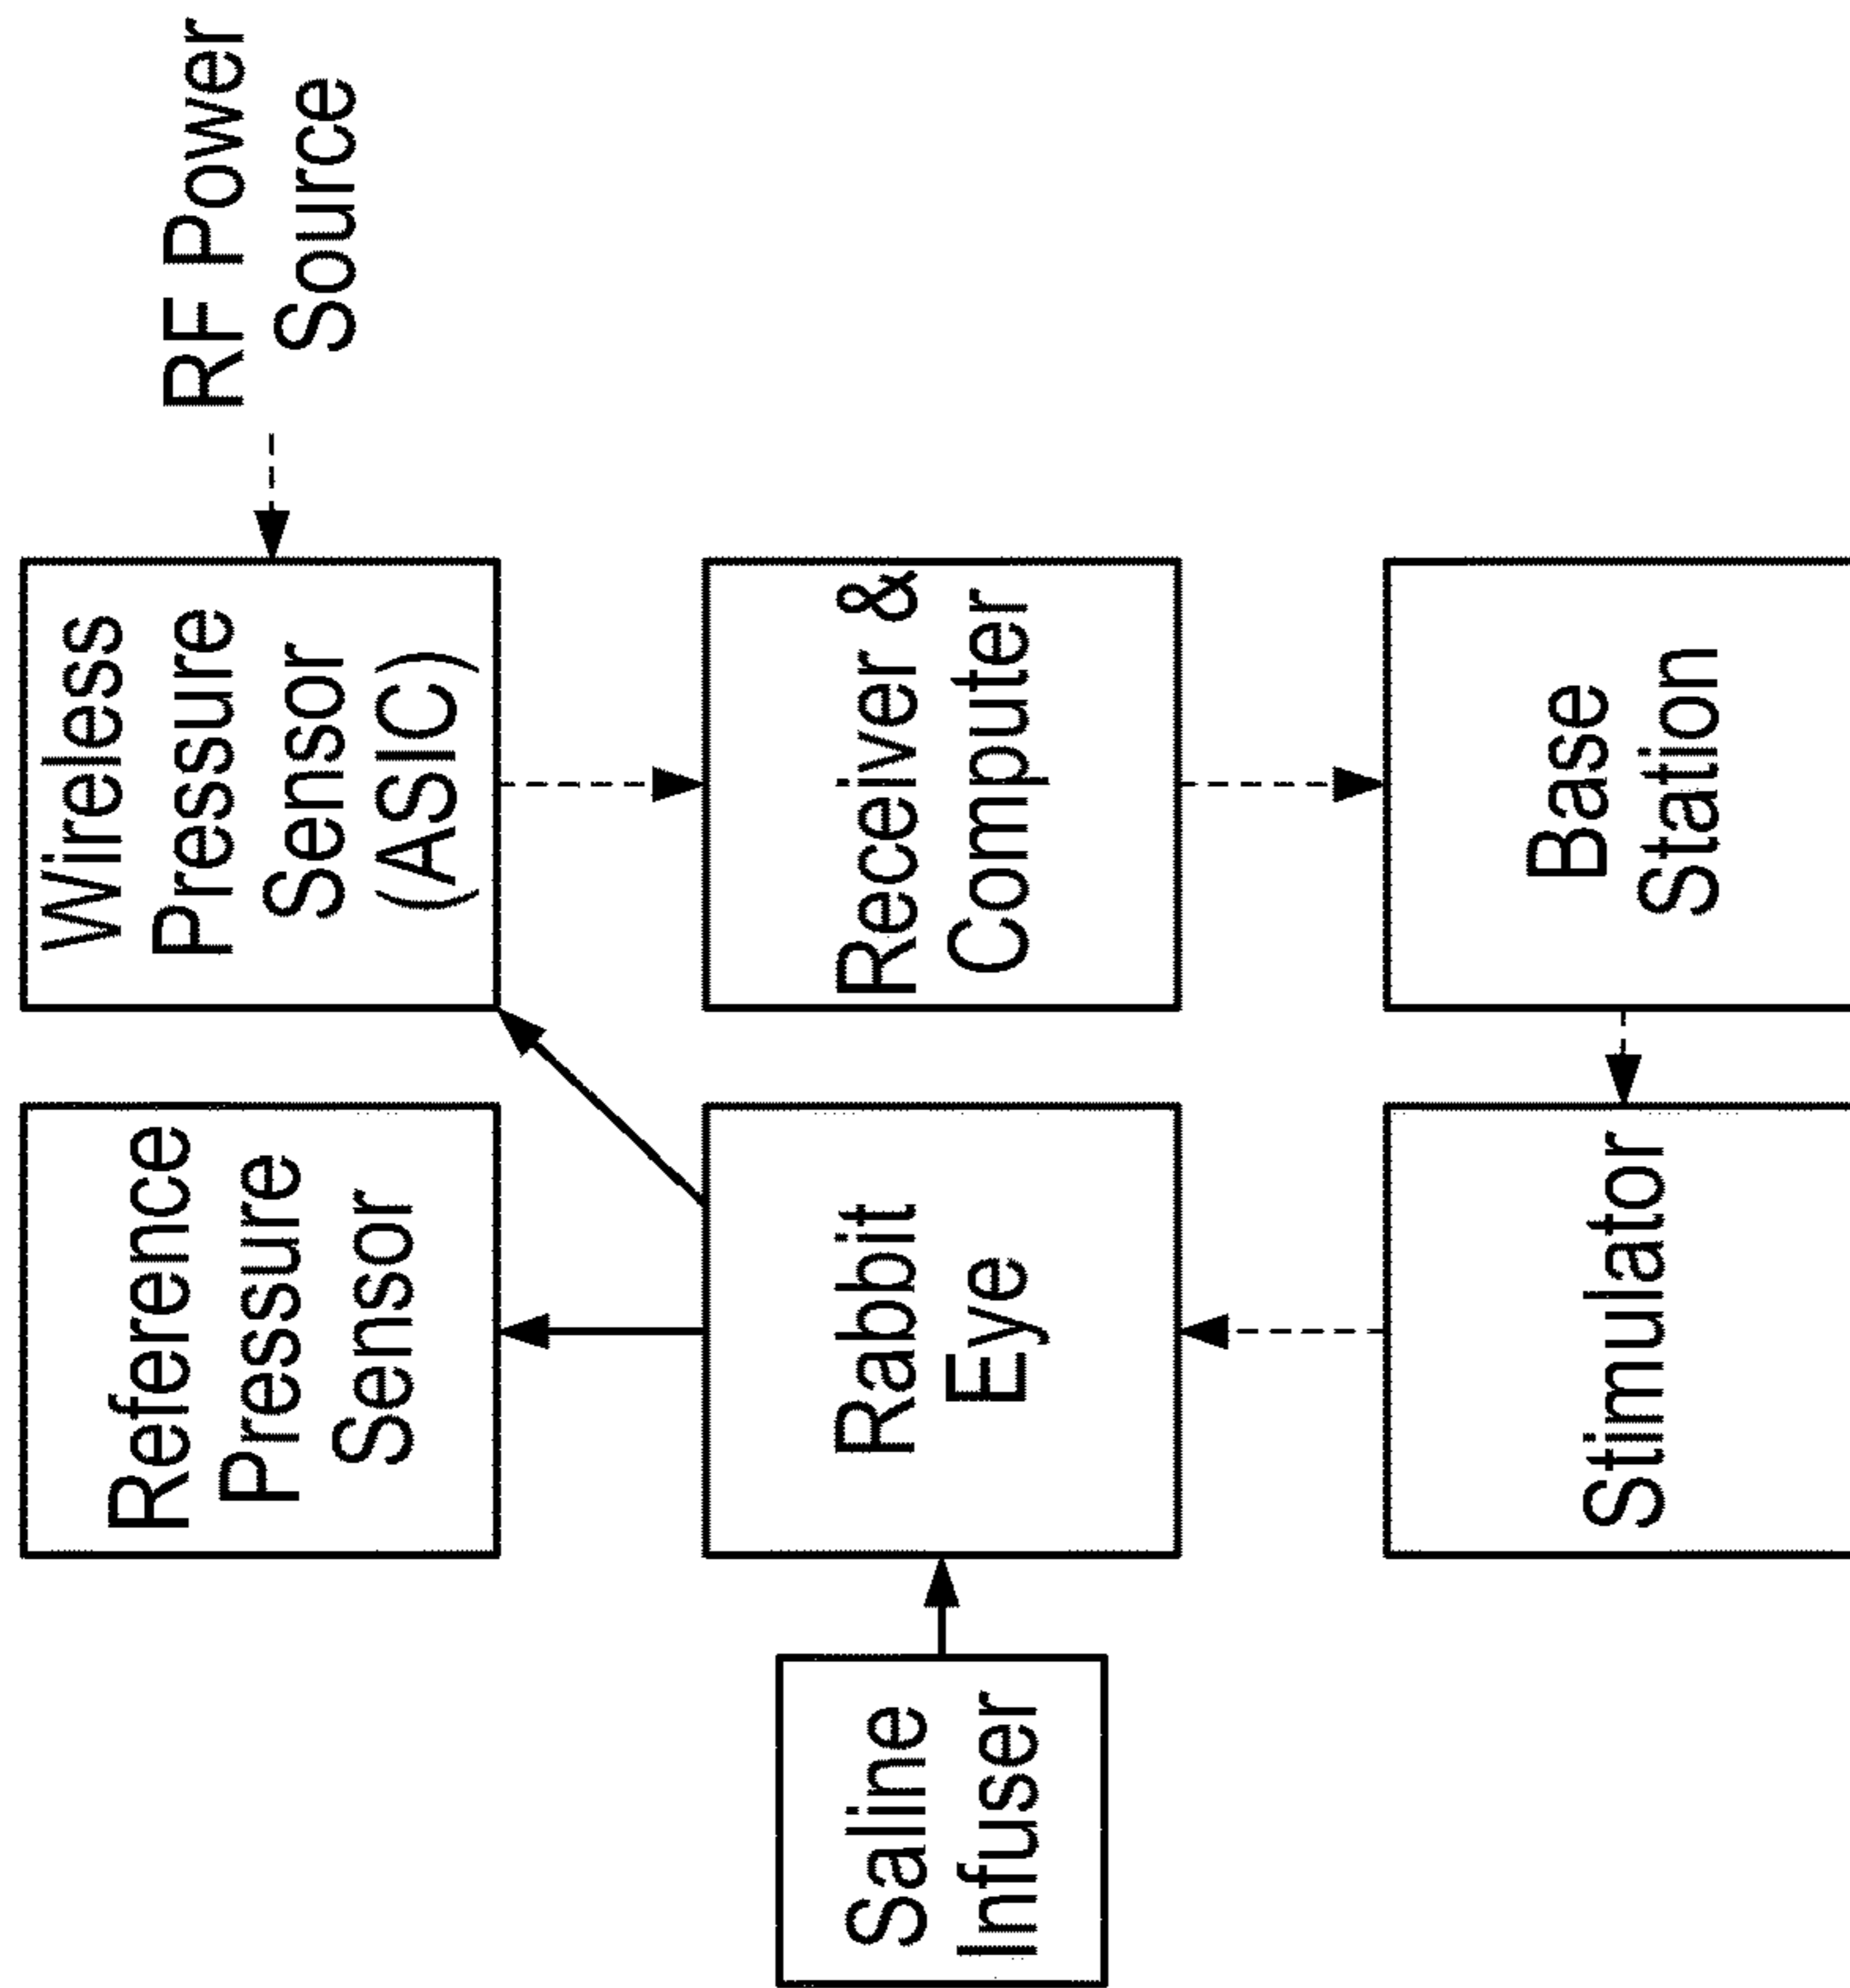 Reference
Pressure
Sensor
Wireless
Pressure
Sensor
(ASIC)
RF Power
Source
Saline
Infuser
Rabbit
Eye
Receiver &
Computer
Stimulator
Base
Station